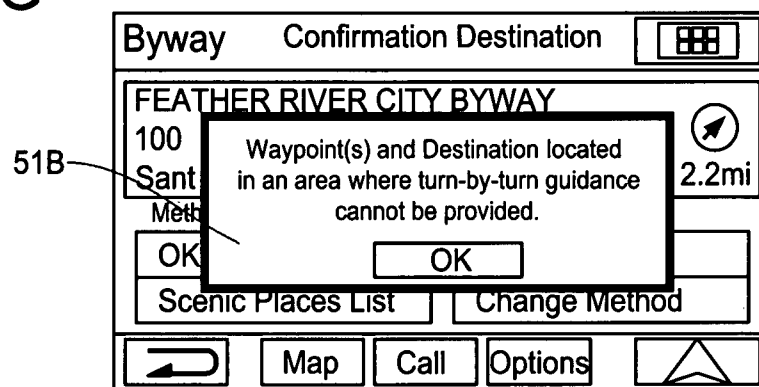 Byway Confirmation Destination
FEATHER RIVER CITY BYWAY
100
Sant
2.2mi
Meth
Waypoint(s) and Destination located
in an area where turn-by-turn guidance
cannot be provided.
OK
OK
Scenic Places List Change Method
Map Call Options
51B